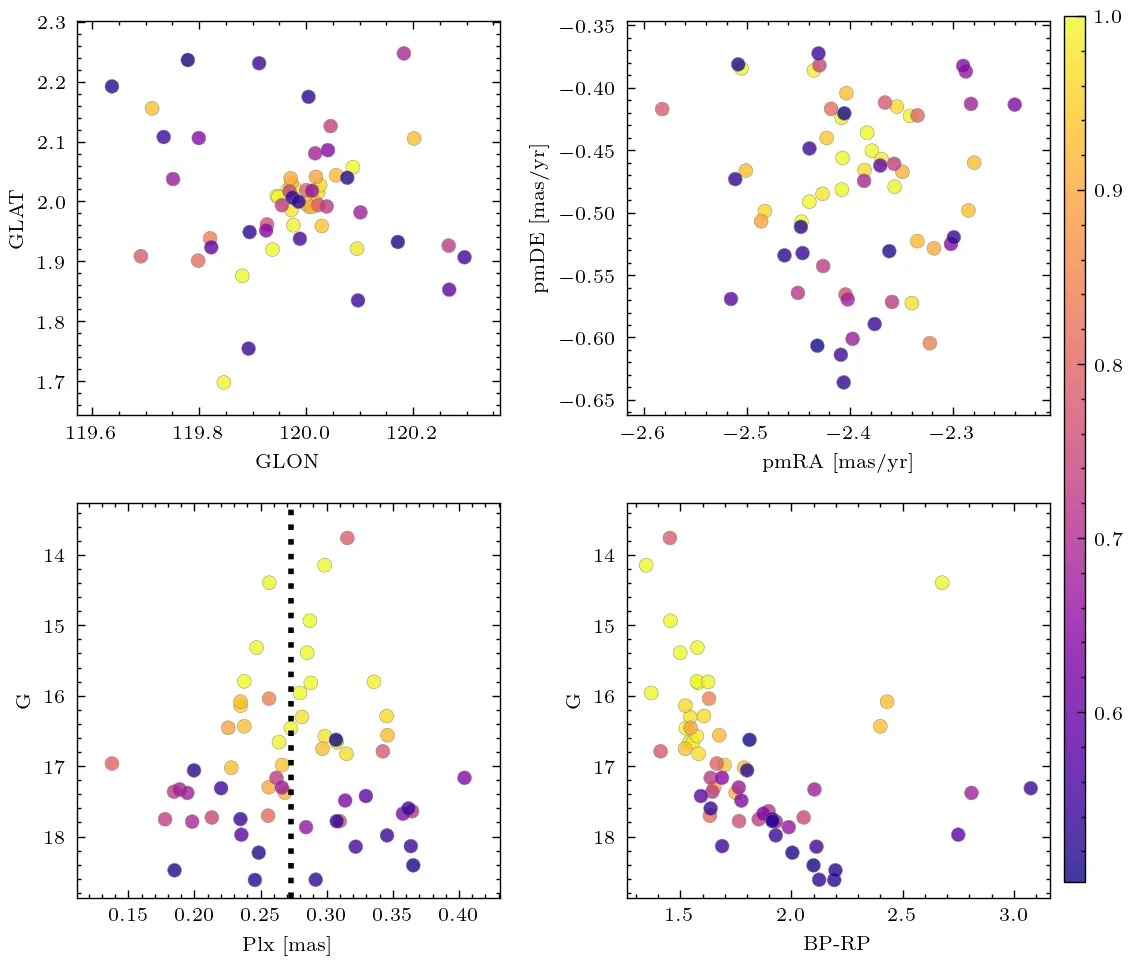 2.3
2.2
2.1
2.0
1.9
1.8
1.7
GLAT
119.6 119.8 120.0 120.2
GLON
−0.35
−0.40
−0.45
−0.50
−0.55
−0.60
−0.65
pmDE [mas/yr]
−2.6 −2.5 −2.4 −2.3
pmRA [mas/yr]
14
15
16
17
18
G
0.15 0.20 0.25 0.30 0.35 0.40
Plx [mas]
14
15
16
17
18
G
1.5 2.0 2.5 3.0
BP-RP
1.0
0.9
0.8
0.7
0.6